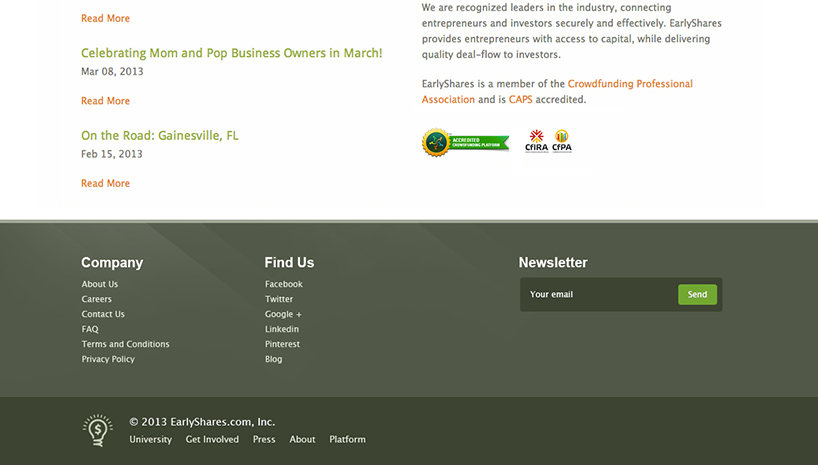 Read More
Celebrating Mom and Pop Business Owners in March!
Mar 08, 2013
Read More
On the Road: Gainesville, FL
Feb 15, 2013
Read More
We are recognized leaders in the industry, connecting
entrepreneurs and investors securely and effectively. EarlyShares
provides entrepreneurs with access to capital, while delivering
quality deal-flow to investors.
EarlyShares is a member of the Crowdfunding Professional
Association and is CAPS accredited.
ACCREDITED
CROWDFUNDING PLATFORM
CfIRA
CfPA
Company
About Us
Careers
Contact Us
FAQ
Terms and Conditions
Privacy Policy
Find Us
Facebook
Twitter
Google +
Linkedin
Pinterest
Blog
Newsletter
Your email
Send
$
© 2013 EarlyShares.com, Inc.
University Get Involved Press About Platform